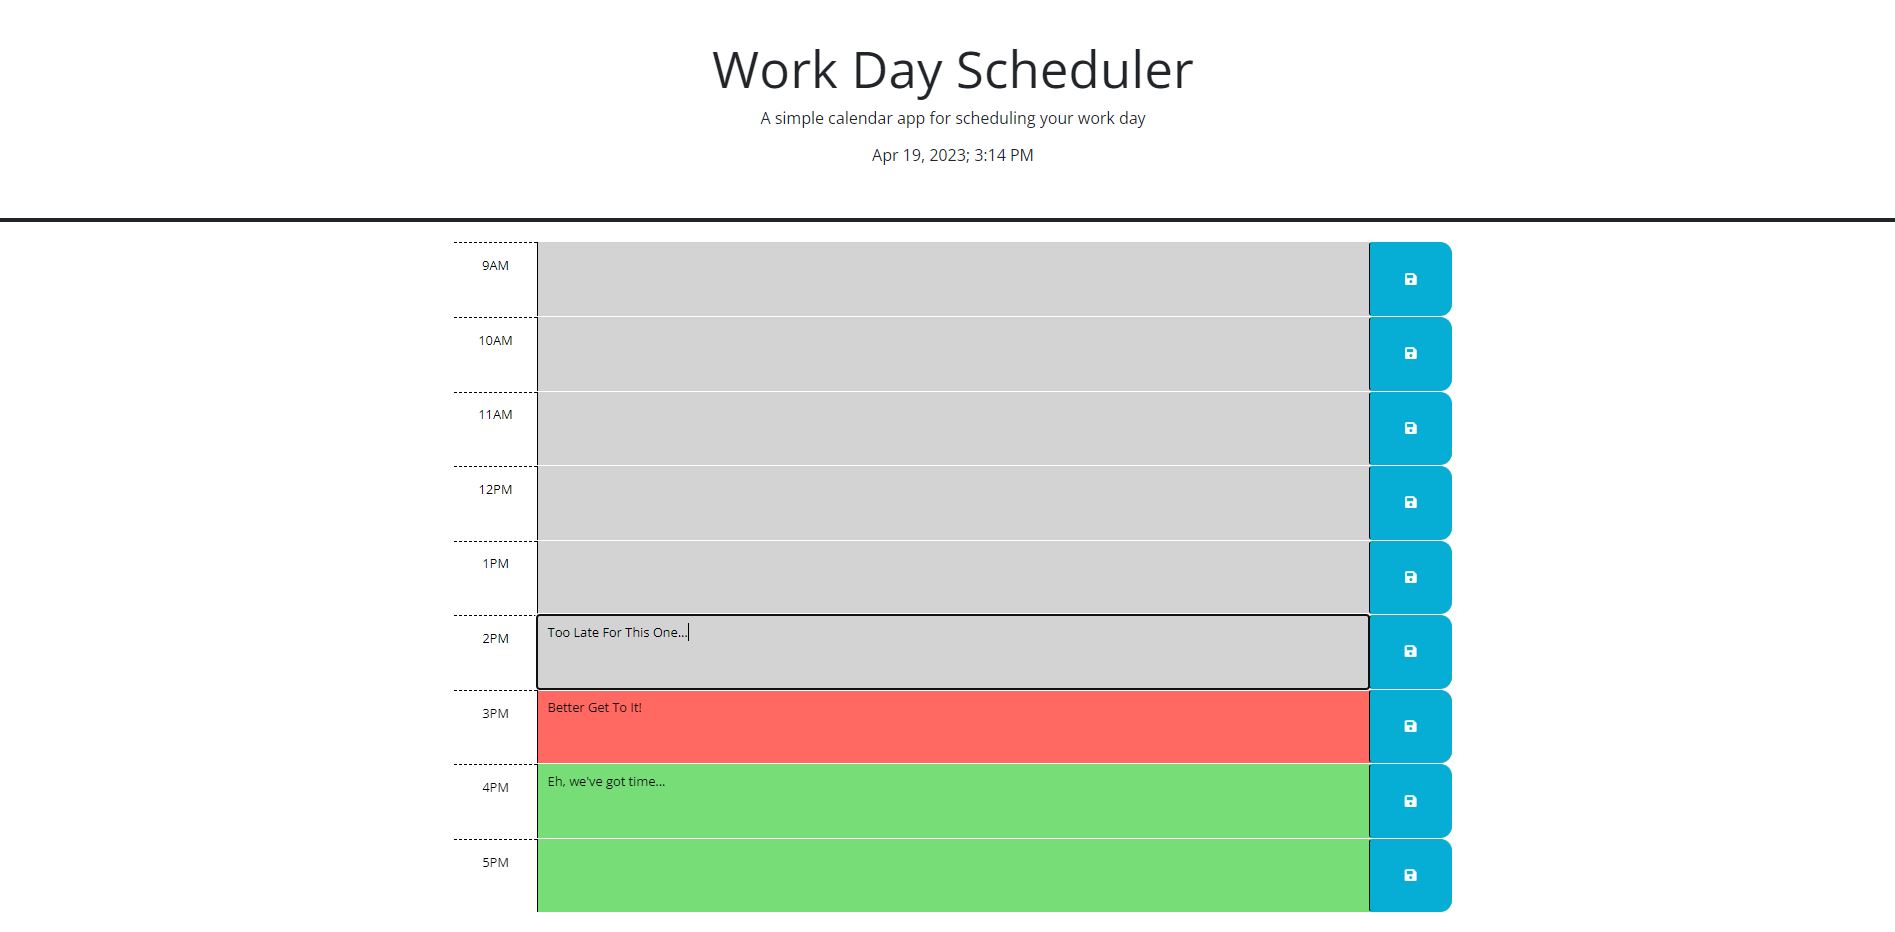 Work Day Scheduler
A simple calendar app for scheduling your work day
Apr 19, 2023; 3:14 PM
9AM
10AM
11AM
12PM
1PM
2PM
Too Late For This One...
3PM
Better Get To It!
4PM
Eh, we've got time...
5PM